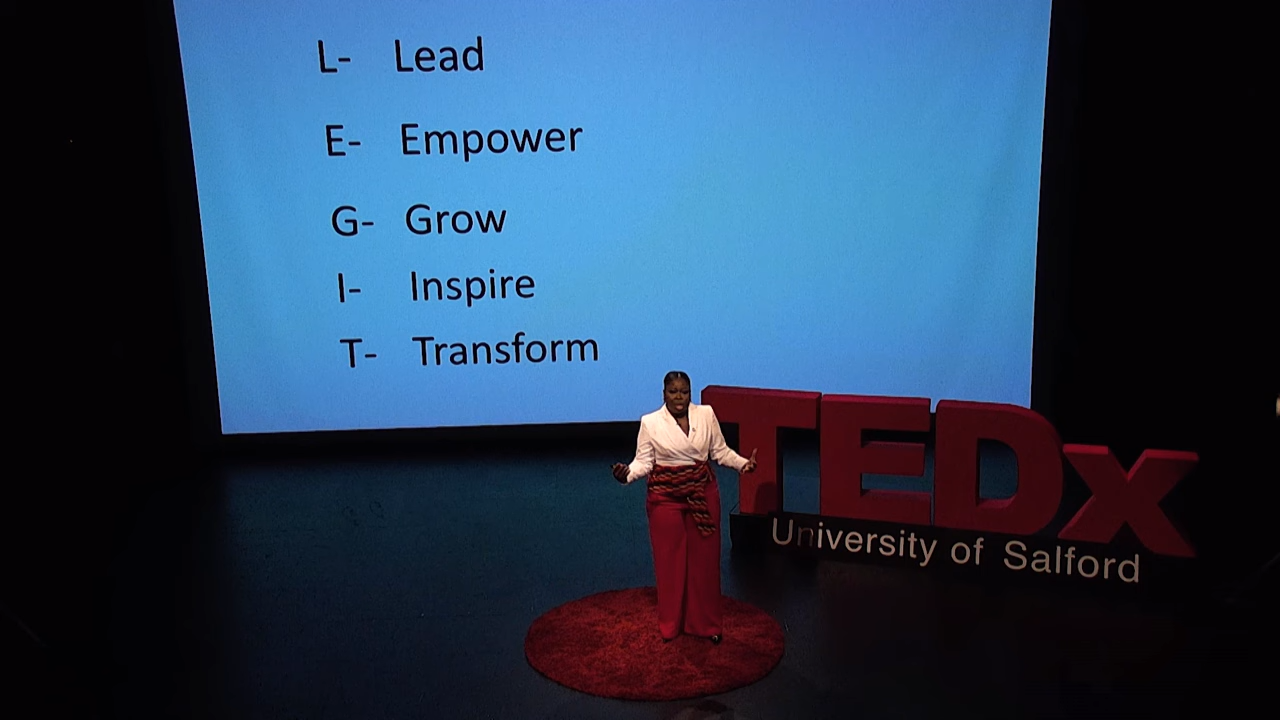 L- Lead
E- Empower
G- Grow
I- Inspire
T- Transform
TEDx
University of Salford